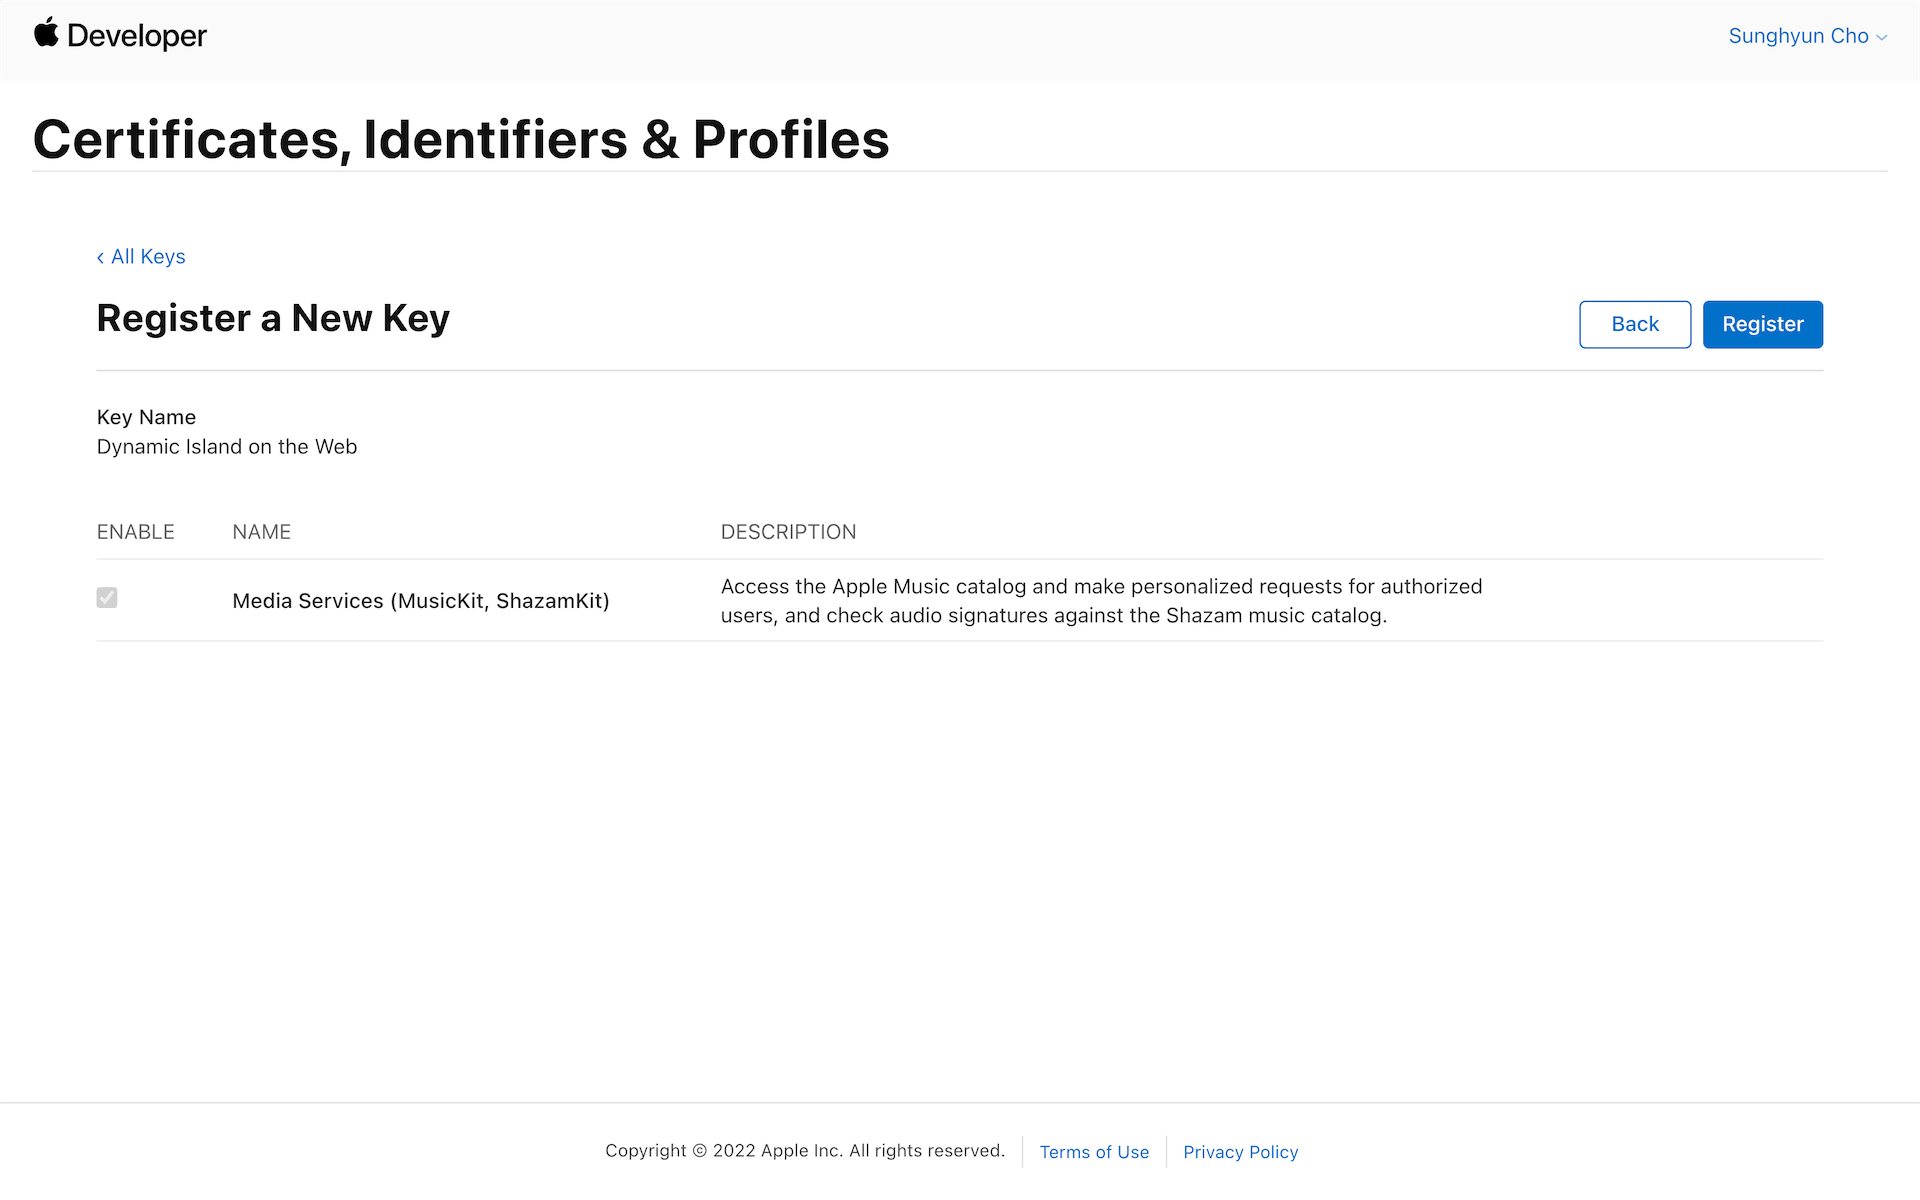 Developer
Sunghyun Cho
Certificates, Identifiers & Profiles
‹ All Keys
Register a New Key
Back
Register
Key Name
Dynamic Island on the Web
ENABLE NAME DESCRIPTION
Media Services (MusicKit, ShazamKit)
Access the Apple Music catalog and make personalized requests for authorized
users, and check audio signatures against the Shazam music catalog.
Copyright © 2022 Apple Inc. All rights reserved. Terms of Use Privacy Policy